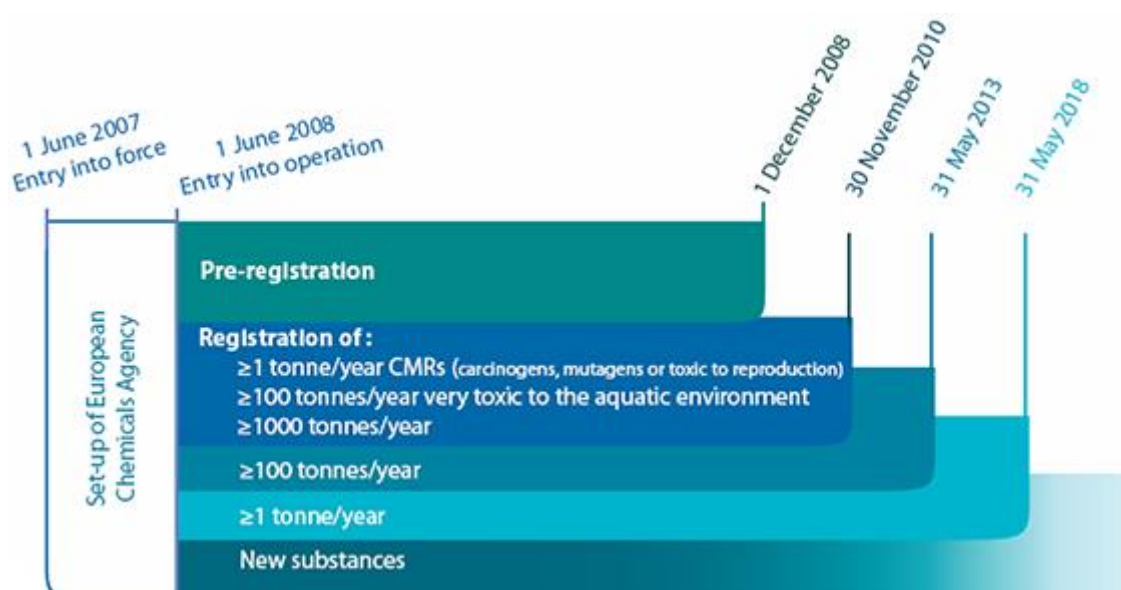 1 June 2007
Entry into force
1 June 2008
Entry into operation
1 December 2008
30 November 2010
31 May 2013
31 May 2018
Set-up of European
Chemicals Agency
Pre-registration
Registration of :
≥1 tonne/year CMRs (carcinogens, mutagens or toxic to reproduction)
≥100 tonnes/year very toxic to the aquatic environment
≥1000 tonnes/year
≥100 tonnes/year
≥1 tonne/year
New substances